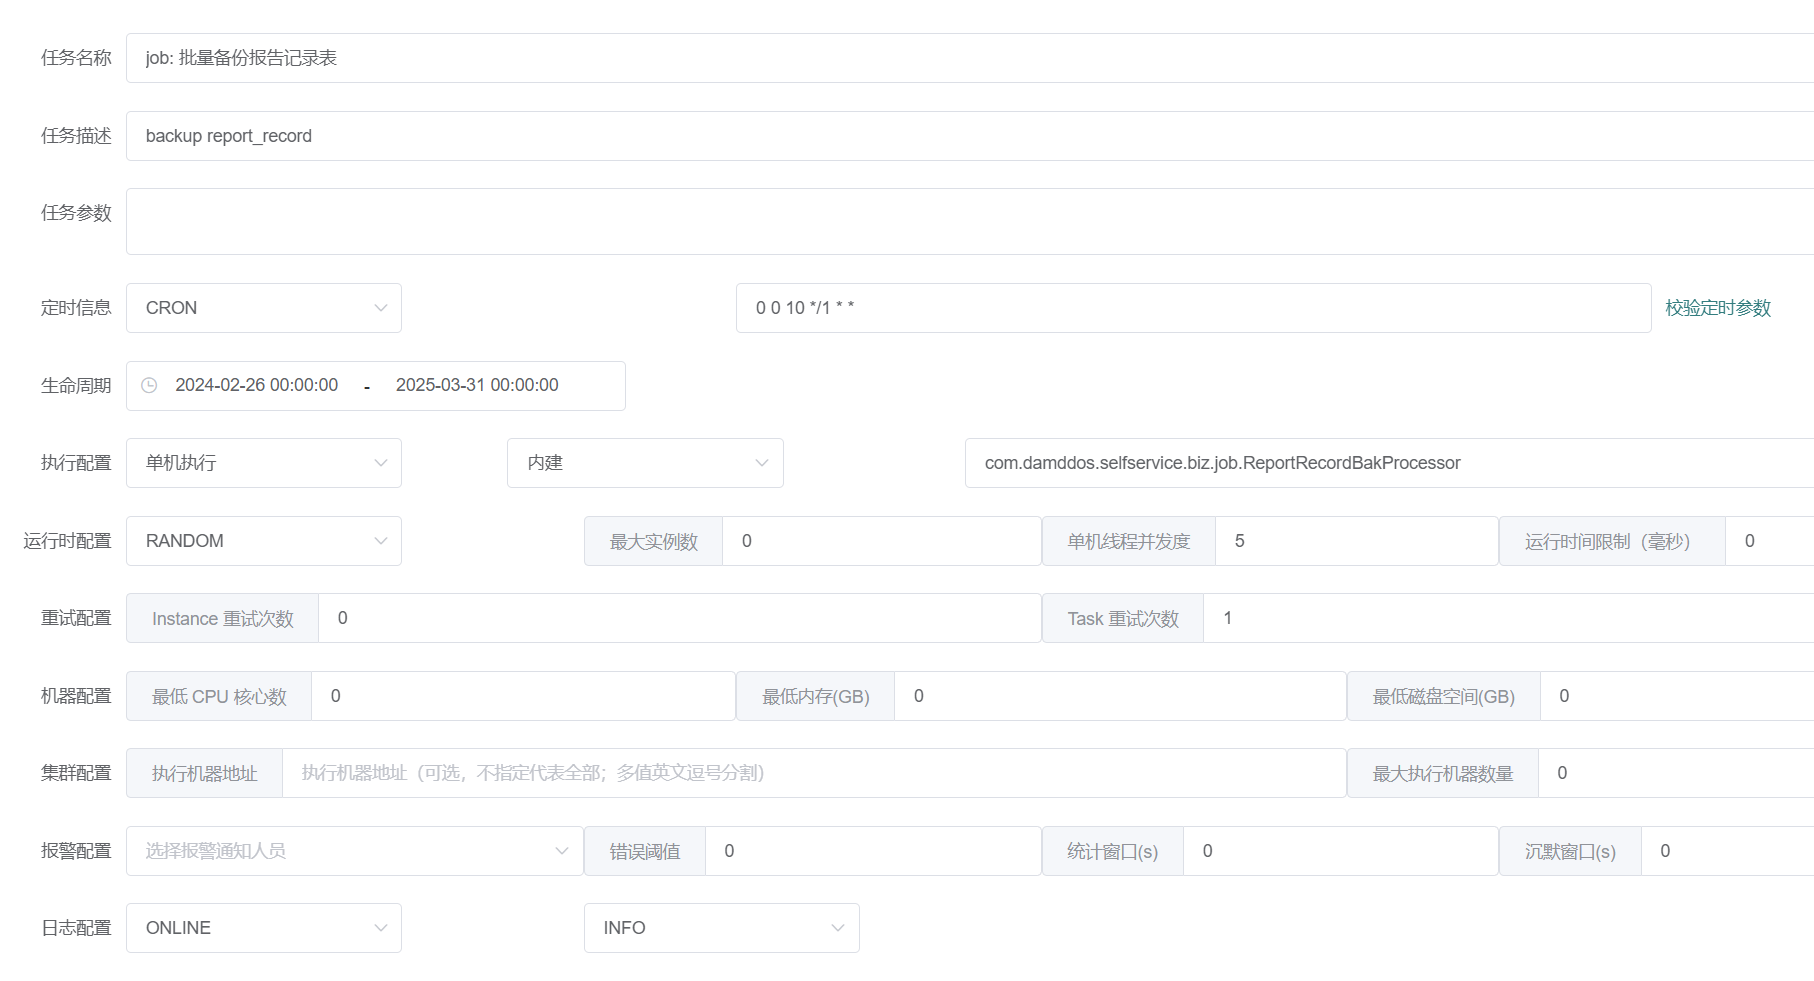 任务名称 job: 批量备份报告记录表
任务描述 backup report_record
任务参数
定时信息 CRON 0 0 10 */1 * * 校验定时参数
生命周期 2024-02-26 00:00:00 - 2025-03-31 00:00:00
执行配置 单机执行 内建 com.damddos.selfservice.biz.job.ReportRecordBakProcessor
运行时配置 RANDOM 最大实例数 0 单机线程并发度 5 运行时间限制（毫秒） 0
重试配置 Instance 重试次数 0 Task 重试次数 1
机器配置 最低 CPU 核心数 0 最低内存(GB) 0 最低磁盘空间(GB) 0
集群配置 执行机器地址 执行机器地址（可选，不指定代表全部；多值英文逗号分割） 最大执行机器数量 0
报警配置 选择报警通知人员 错误阈值 0 统计窗口(s) 0 沉默窗口(s) 0
日志配置 ONLINE INFO